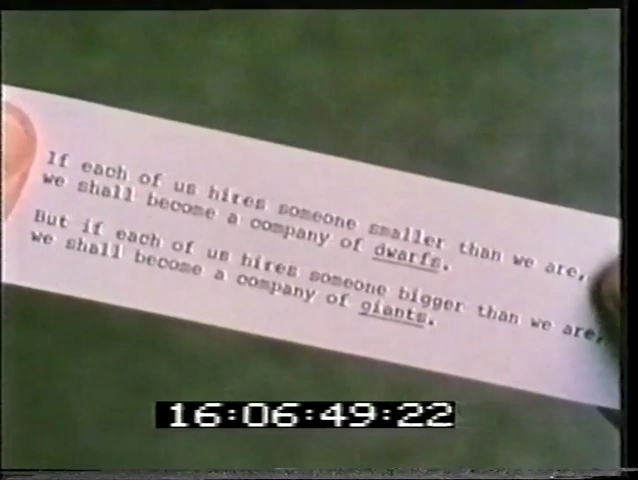 If each of us hires someone smaller than we are,
we shall become a company of dwarfs.
But if each of us hires someone bigger than we are,
we shall become a company of giants.
16:06:49:22